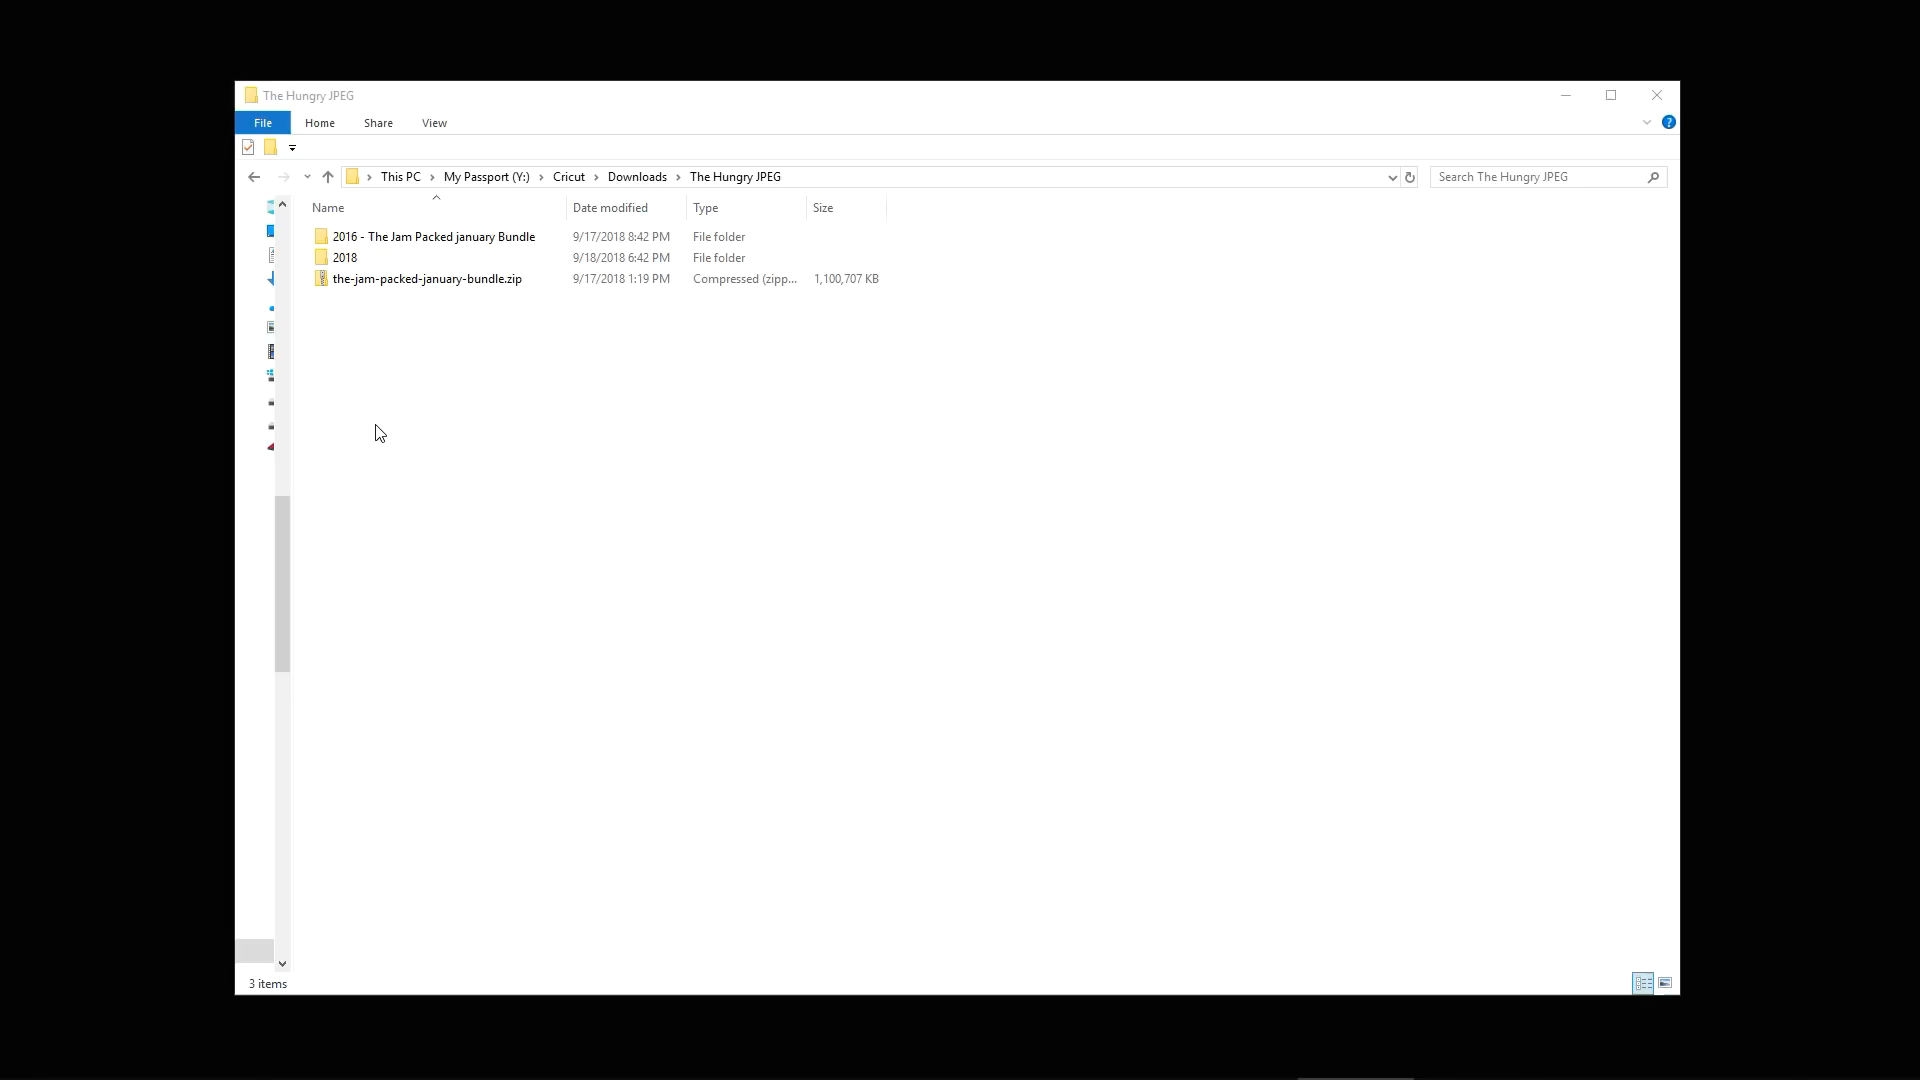 The Hungry JPEG
File Home Share View
This PC > My Passport (Y:) > Cricut > Downloads > The Hungry JPEG
Search The Hungry JPEG
Name Date modified Type Size
2016 - The Jam Packed january Bundle 9/17/2018 8:42 PM File folder
2018 9/18/2018 6:42 PM File folder
the-jam-packed-january-bundle.zip 9/17/2018 1:19 PM Compressed (zipp... 1,100,707 KB
3 items